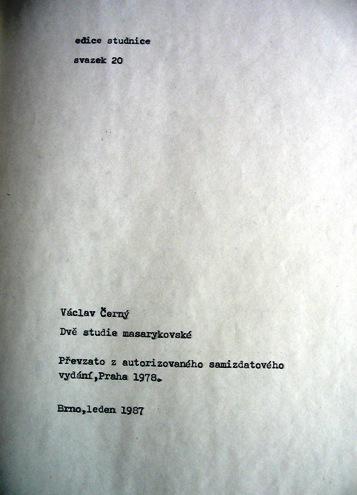 edice studnice
svazek 20
Václav Černý
Dvě studie masarykovské
Převzato z autorizovaného samizdatového
vydání,Praha 1978.
Brno,leden 1987